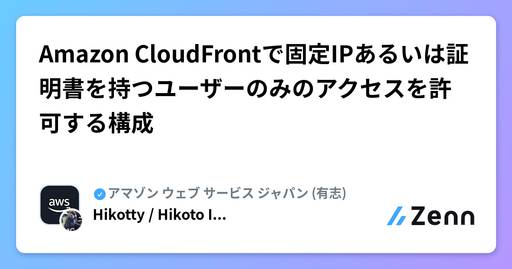 Amazon CloudFrontで固定IPあるいは証
明書を持つユーザーのみのアクセスを許
可する構成
aws
アマゾン ウェブ サービス ジャパン (有志)
Hikotty / Hikoto I...
Zenn